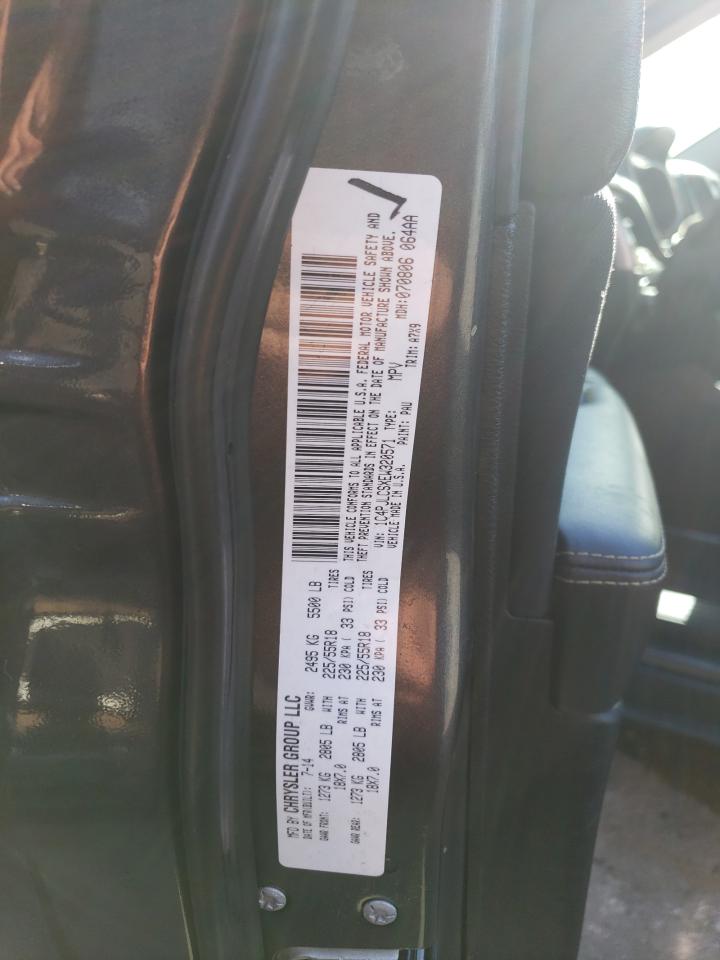 MFD BY CHRYSLER GROUP LLC
DATE OF MFR(BUILT): 7-14 GVWR: 2495 KG 5500 LB
GAWR FRONT: 1273 KG 2805 LB WITH 225/55R18 TIRES
18X7.0 RIMS AT 230 KPA ( 33 PSI) COLD
GAWR REAR: 1273 KG 2805 LB WITH 225/55R18 TIRES
18X7.0 RIMS AT 230 KPA ( 33 PSI) COLD
THIS VEHICLE CONFORMS TO ALL APPLICABLE U.S.A. FEDERAL MOTOR VEHICLE SAFETY AND
THEFT PREVENTION STANDARDS IN EFFECT ON THE DATE OF MANUFACTURE SHOWN ABOVE.
VIN: 1C4PJLCSXEW320571 TYPE: MPV MDH:070806 064AA
VEHICLE MADE IN U.S.A. PAINT: PAU TRIM: A7X9